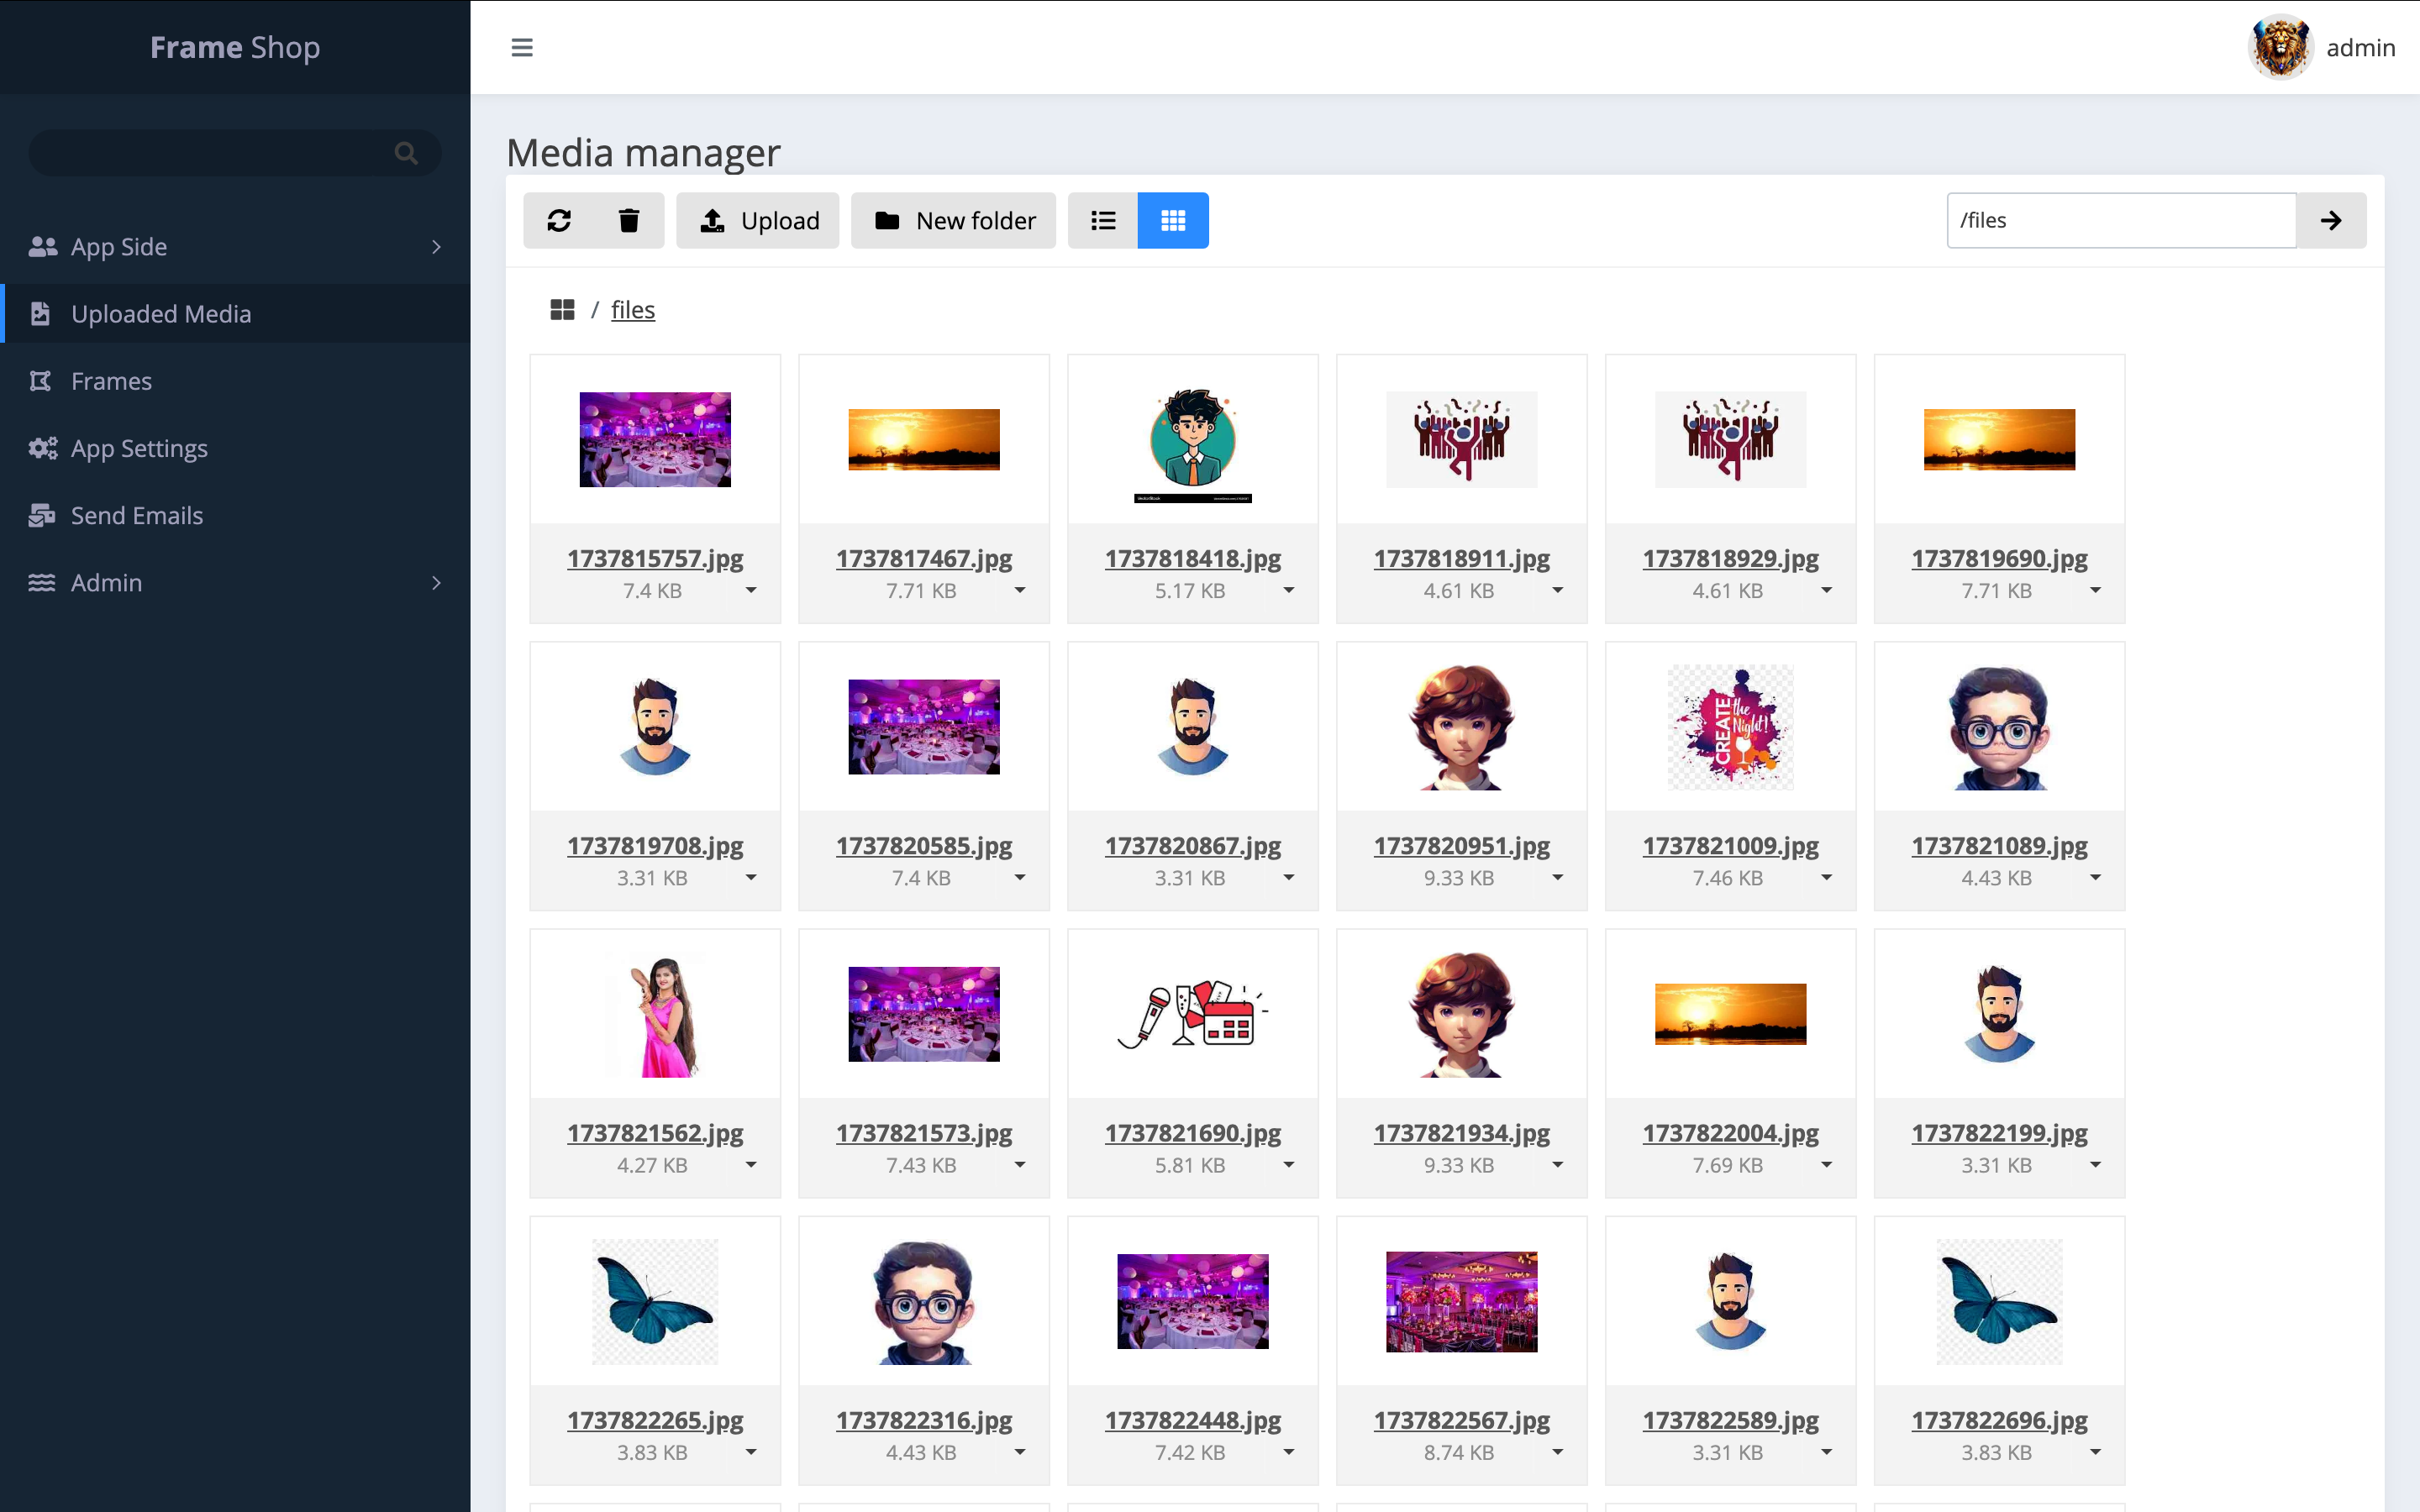 Frame Shop
admin
App Side
Uploaded Media
Frames
App Settings
Send Emails
Admin
Media manager
Upload
New folder
/files
/ files
1737815757.jpg
7.4 KB
1737817467.jpg
7.71 KB
VectorStock
1737818418.jpg
5.17 KB
1737818911.jpg
4.61 KB
1737818929.jpg
4.61 KB
1737819690.jpg
7.71 KB
1737819708.jpg
3.31 KB
1737820585.jpg
7.4 KB
1737820867.jpg
3.31 KB
1737820951.jpg
9.33 KB
CREATE
the
Night!
1737821009.jpg
7.46 KB
1737821089.jpg
4.43 KB
1737821562.jpg
4.27 KB
1737821573.jpg
7.43 KB
1737821690.jpg
5.81 KB
1737821934.jpg
9.33 KB
1737822004.jpg
7.69 KB
1737822199.jpg
3.31 KB
1737822265.jpg
3.83 KB
1737822316.jpg
4.43 KB
1737822448.jpg
7.42 KB
1737822567.jpg
8.74 KB
1737822589.jpg
3.31 KB
1737822696.jpg
3.83 KB